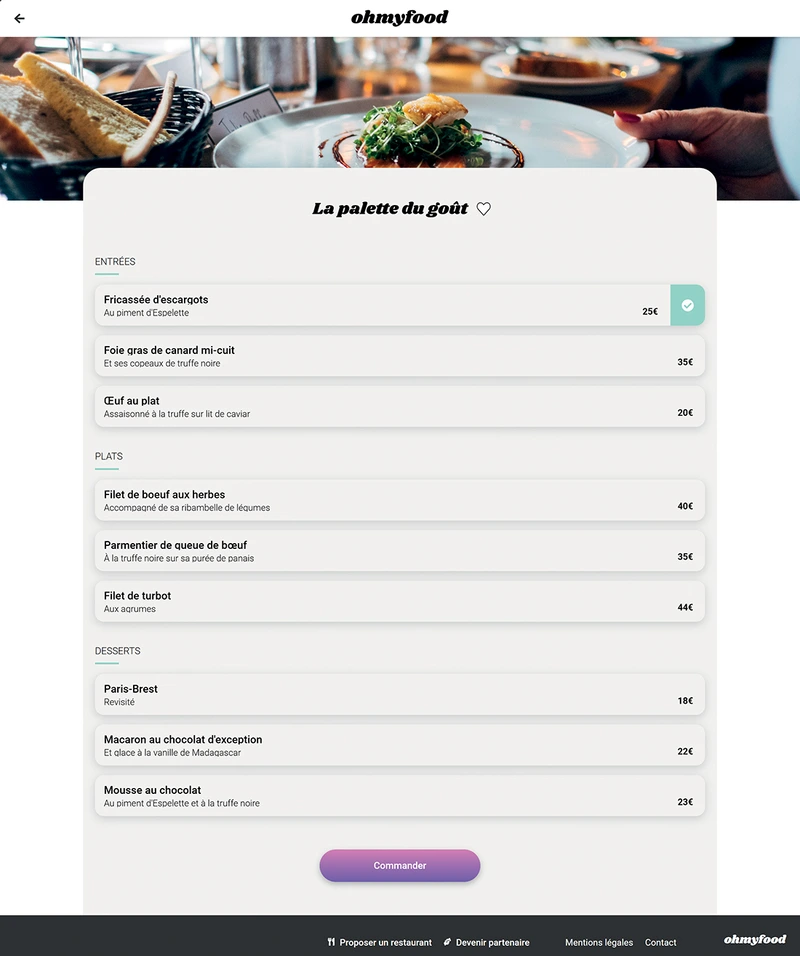 ohmyfood
La palette du goût
ENTRÉES
Fricassée d'escargots
Au piment d'Espelette
25€
Foie gras de canard mi-cuit
Et ses copeaux de truffe noire
35€
Œuf au plat
Assaisonné à la truffe sur lit de caviar
20€
PLATS
Filet de boeuf aux herbes
Accompagné de sa ribambelle de légumes
40€
Parmentier de queue de bœuf
À la truffe noire sur sa purée de panais
35€
Filet de turbot
Aux agrumes
44€
DESSERTS
Paris-Brest
Revisité
18€
Macaron au chocolat d'exception
Et glace à la vanille de Madagascar
22€
Mousse au chocolat
Au piment d'Espelette et à la truffe noire
23€
Commander
Proposer un restaurant Devenir partenaire Mentions légales Contact ohmyfood